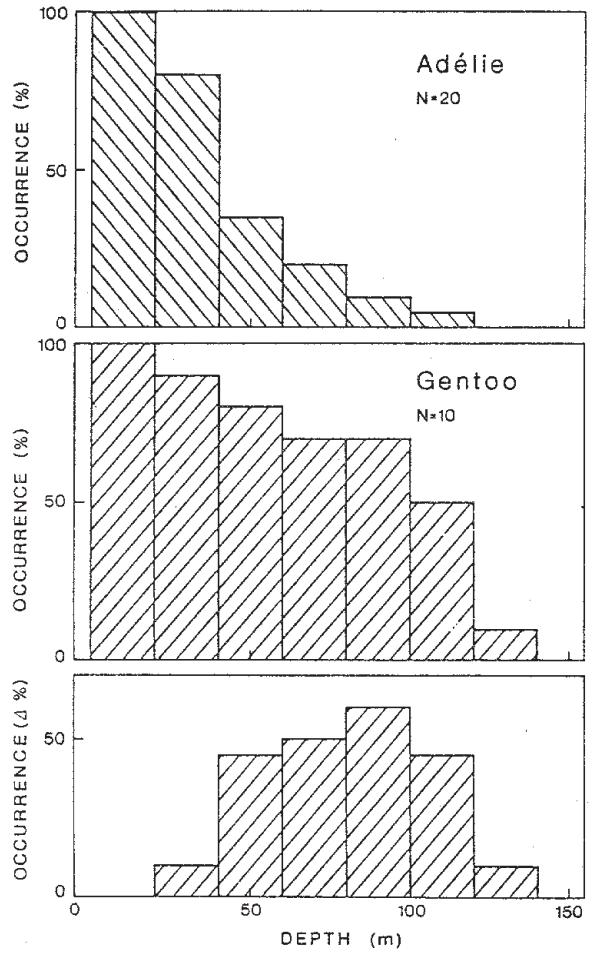 100
Adélie
N=20
50
OCCURRENCE (%)
0
100
Gentoo
N=10
50
OCCURRENCE (%)
0
50
OCCURRENCE (Δ %)
0
0
50
100
150
DEPTH (m)